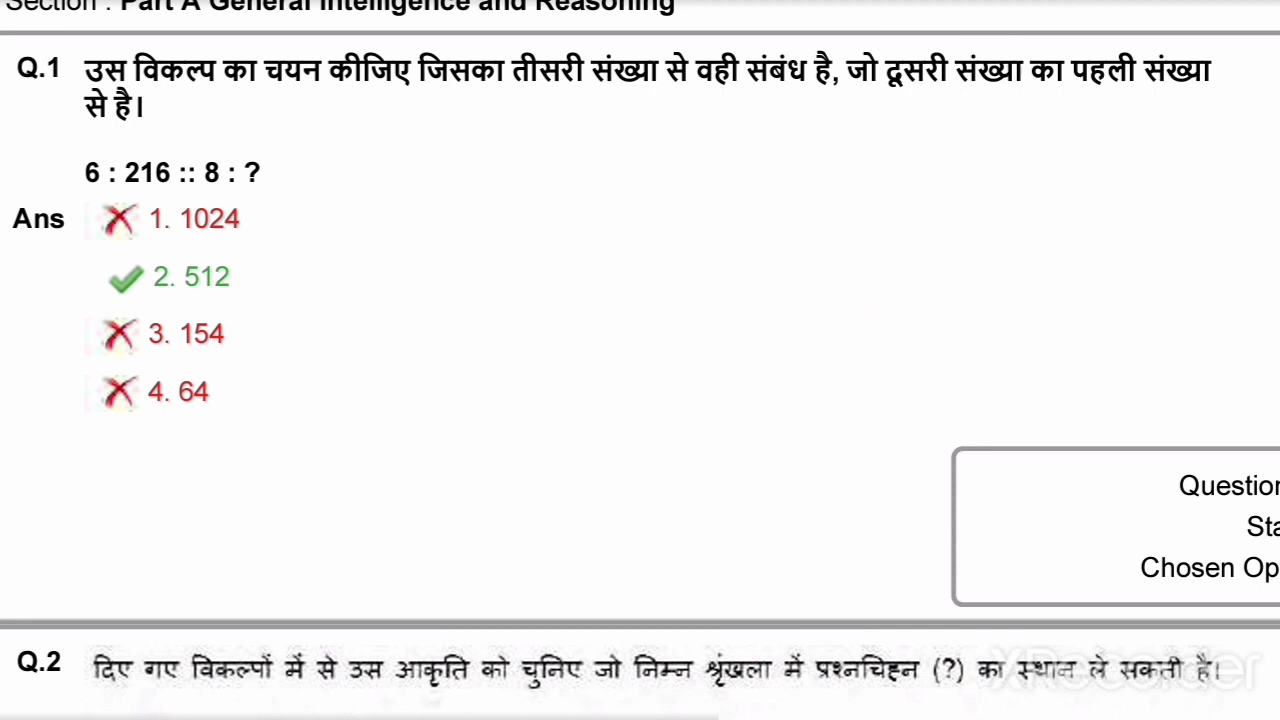 Section : Part A General Intelligence and Reasoning
Q.1 उस विकल्प का चयन कीजिए जिसका तीसरी संख्या से वही संबंध है, जो दूसरी संख्या का पहली संख्या
से है।
6 : 216 :: 8 : ?
Ans 1. 1024
2. 512
3. 154
4. 64
Question
Chosen Op
Q.2 दिए गए विकल्पों में से उस आकृति को चुनिए जो निम्न श्रृंखला में प्रश्नचिह्न (?) का स्थान ले सकती है।
XRecorder